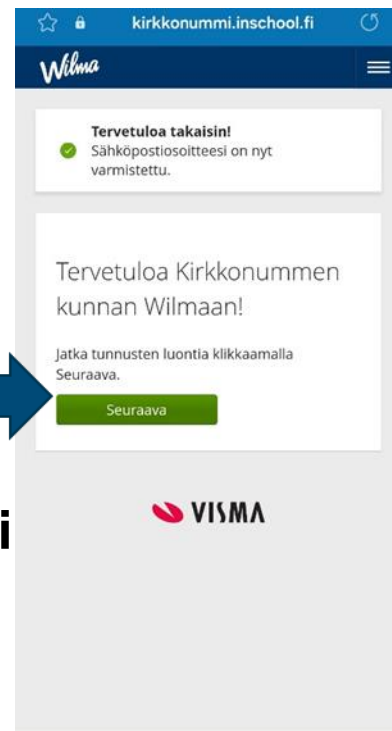 kirkkonummi.inschool.fi
Wilma
Tervetuloa takaisin!
Sähköpostiosoitteesi on nyt
varmistettu.
Tervetuloa Kirkkonummen
kunnan Wilmaan!
Jatka tunnusten luontia klikkaamalla
Seuraava.
Seuraava
i
VISMA